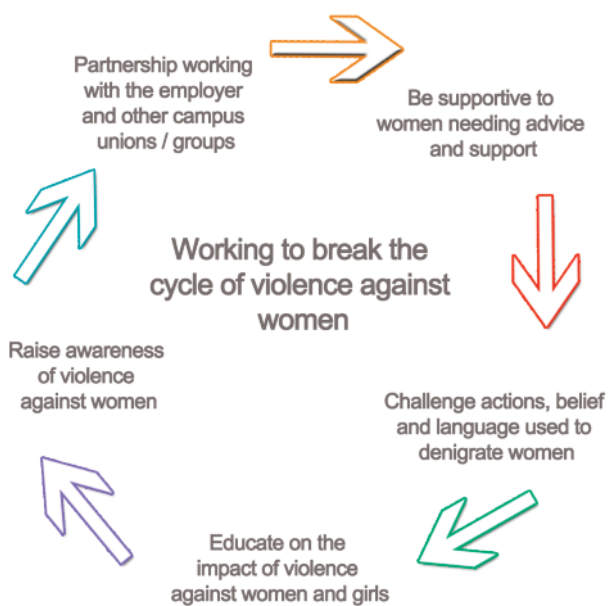 Partnership working
with the employer
and other campus
unions / groups
Be supportive to
women needing advice
and support
Working to break the
cycle of violence against
women
Raise awareness
of violence
against women
Challenge actions, belief
and language used to
denigrate women
Educate on the
impact of violence
against women and girls